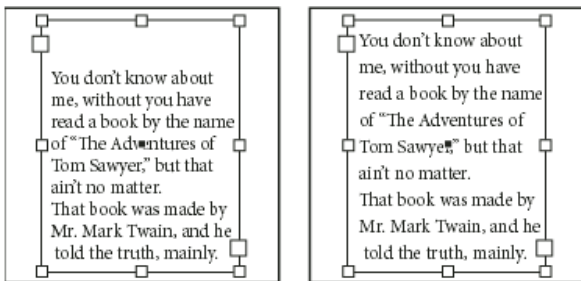 You don’t know about
me, without you have
read a book by the name
of “The Adventures of
Tom Sawyer,” but that
ain’t no matter.
That book was made by
Mr. Mark Twain, and he
told the truth, mainly.
You don’t know about
me, without you have
read a book by the name
of “The Adventures of
Tom Sawyer,” but that
ain’t no matter.
That book was made by
Mr. Mark Twain, and he
told the truth, mainly.